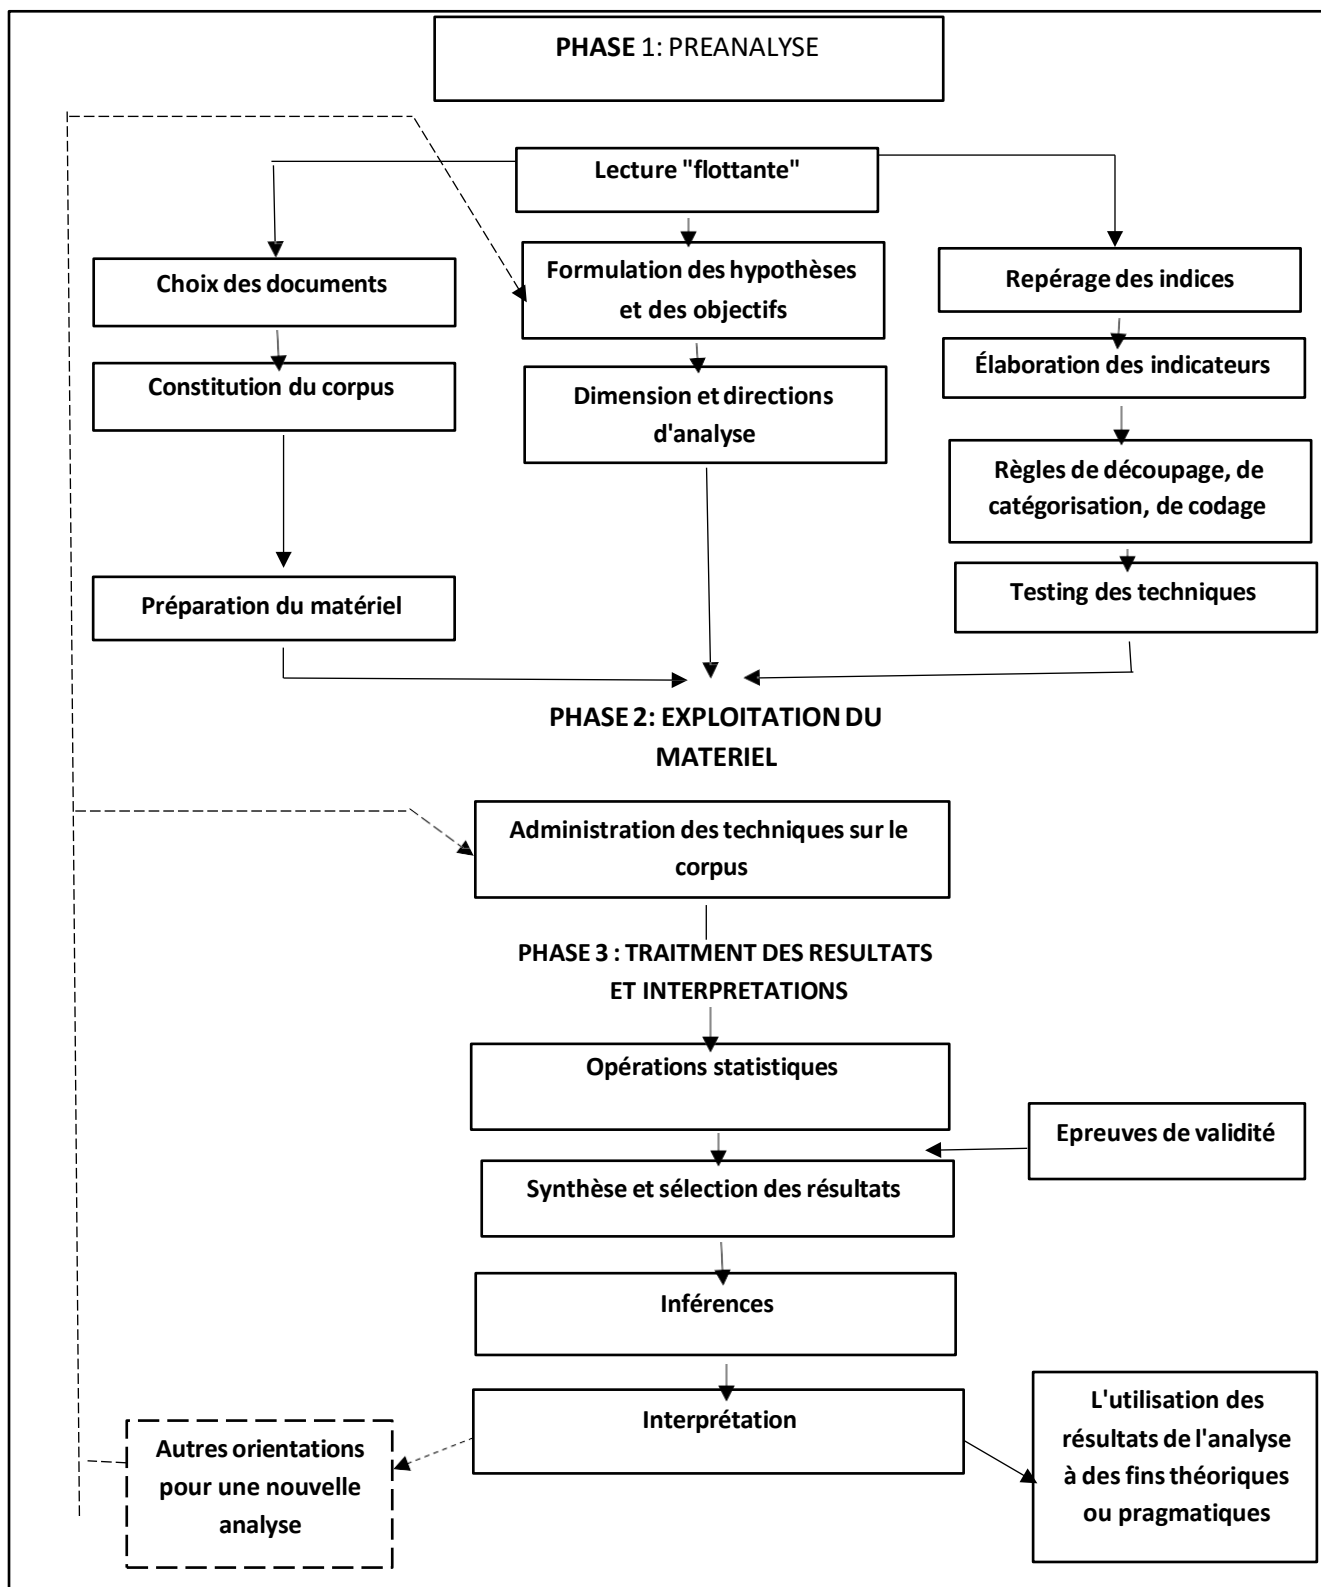 PHASE 1: PREANALYSE
Lecture "flottante"
Choix des documents
Formulation des hypothèses
et des objectifs
Repérage des indices
Constitution du corpus
Dimension et directions
d'analyse
Élaboration des indicateurs
Règles de découpage, de
catégorisation, de codage
Préparation du matériel
Testing des techniques
PHASE 2: EXPLOITATION DU
MATERIEL
Administration des techniques sur le
corpus
PHASE 3 : TRAITMENT DES RESULTATS
ET INTERPRETATIONS
Opérations statistiques
Epreuves de validité
Synthèse et sélection des résultats
Inférences
Interprétation
Autres orientations
pour une nouvelle
analyse
L'utilisation des
résultats de l'analyse
à des fins théoriques
ou pragmatiques